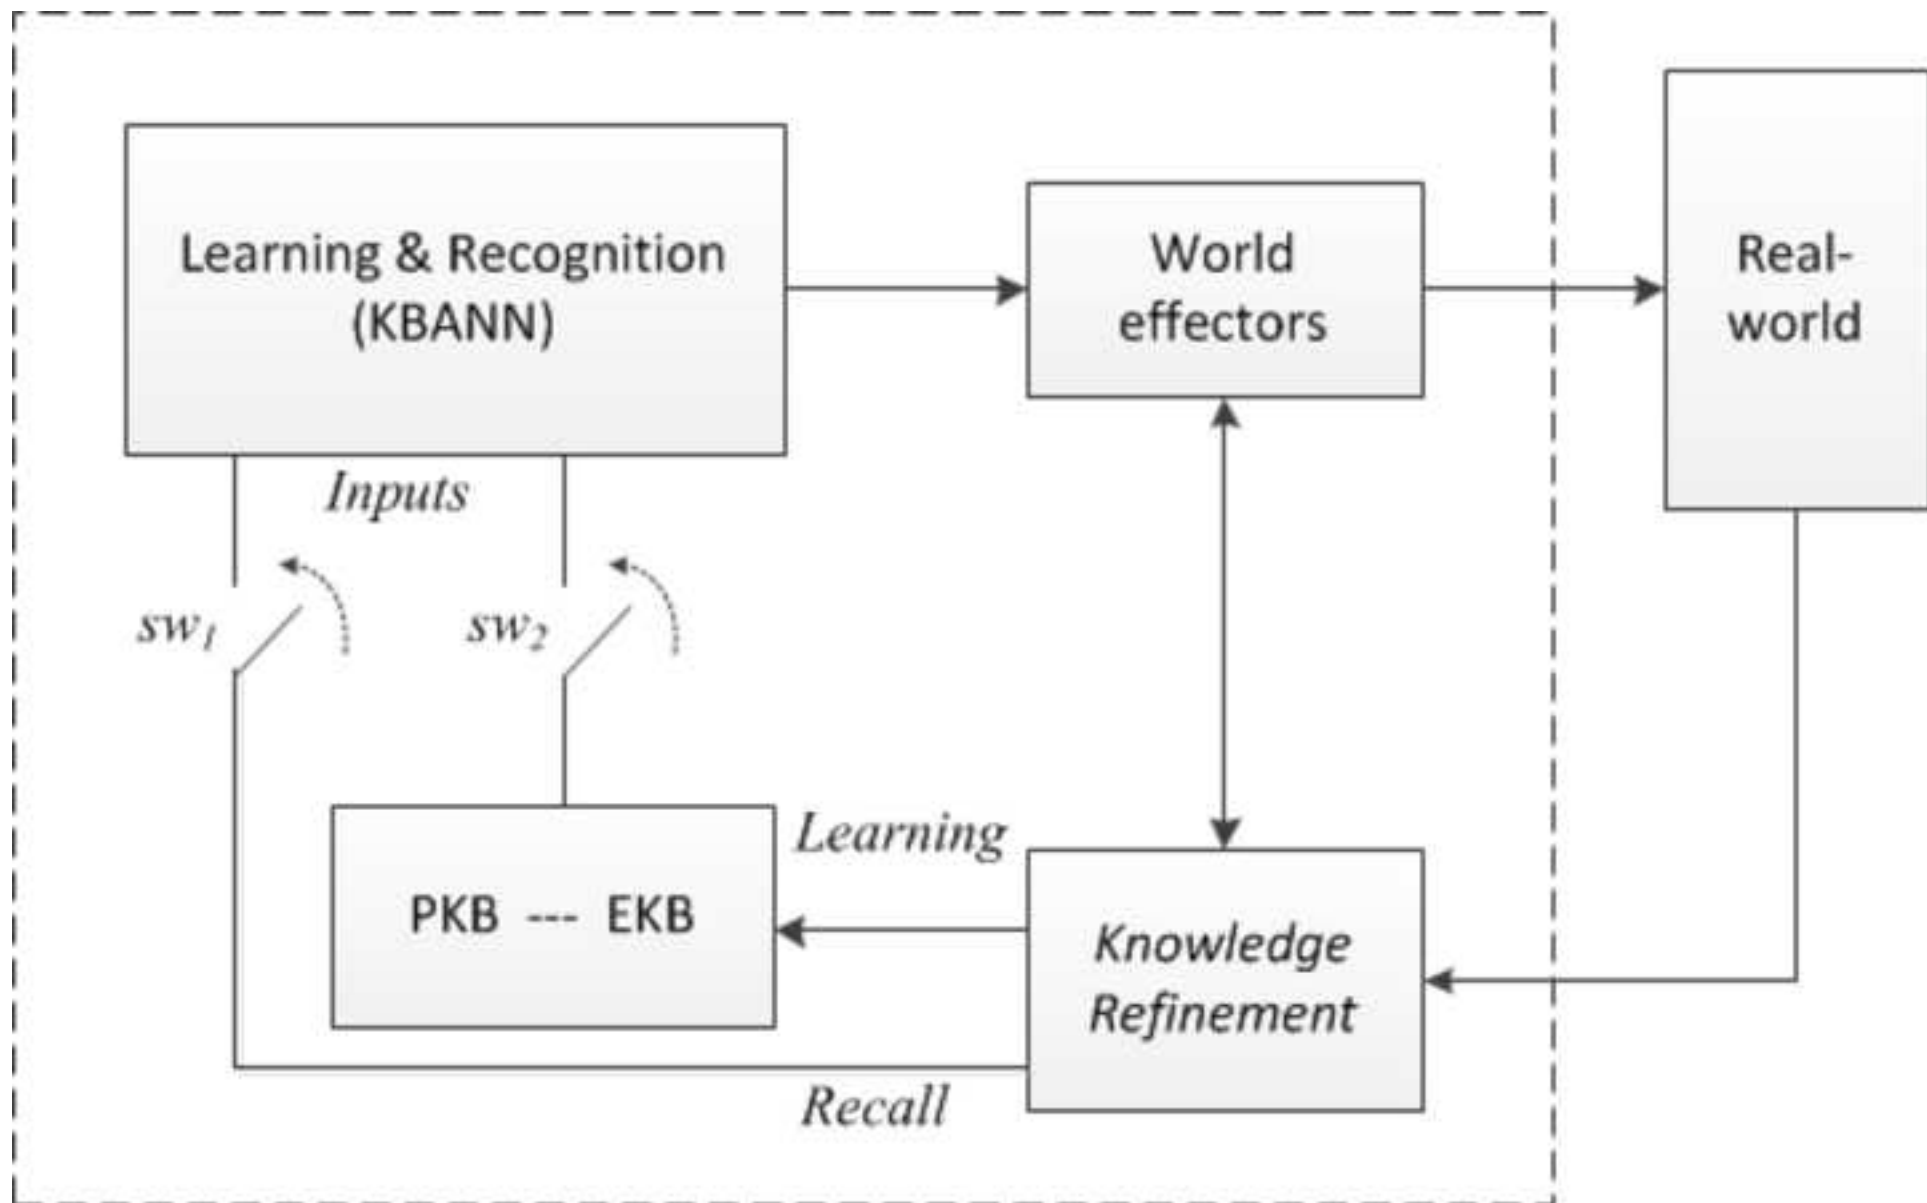 Learning & Recognition
(KBANN)
World
effectors
Real-
world
Inputs
sw1
sw2
Learning
PKB --- EKB
Knowledge
Refinement
Recall